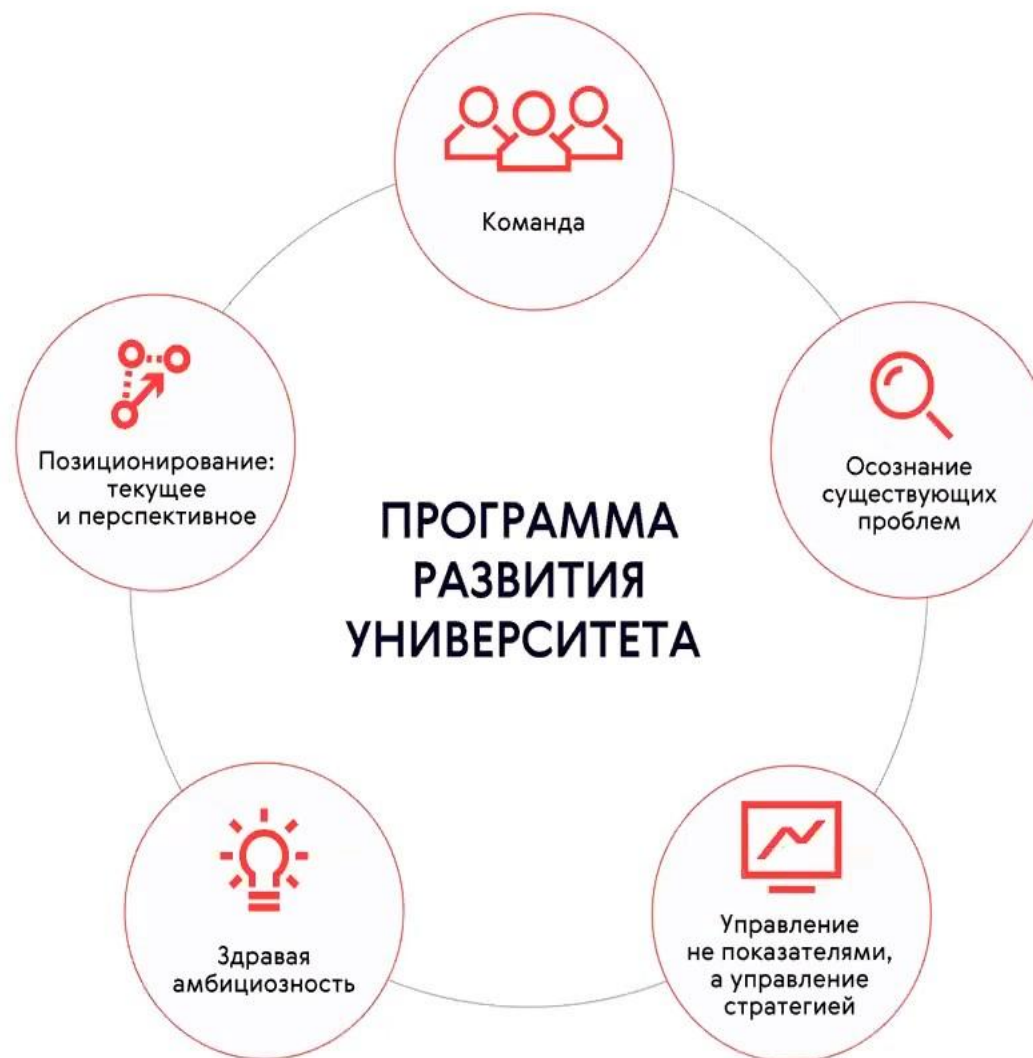 Команда
Позиционирование:
текущее
и перспективное
Осознание
существующих
проблем
ПРОГРАММА
РАЗВИТИЯ
УНИВЕРСИТЕТА
Здравая
амбициозность
Управление
не показателями,
а управление
стратегией